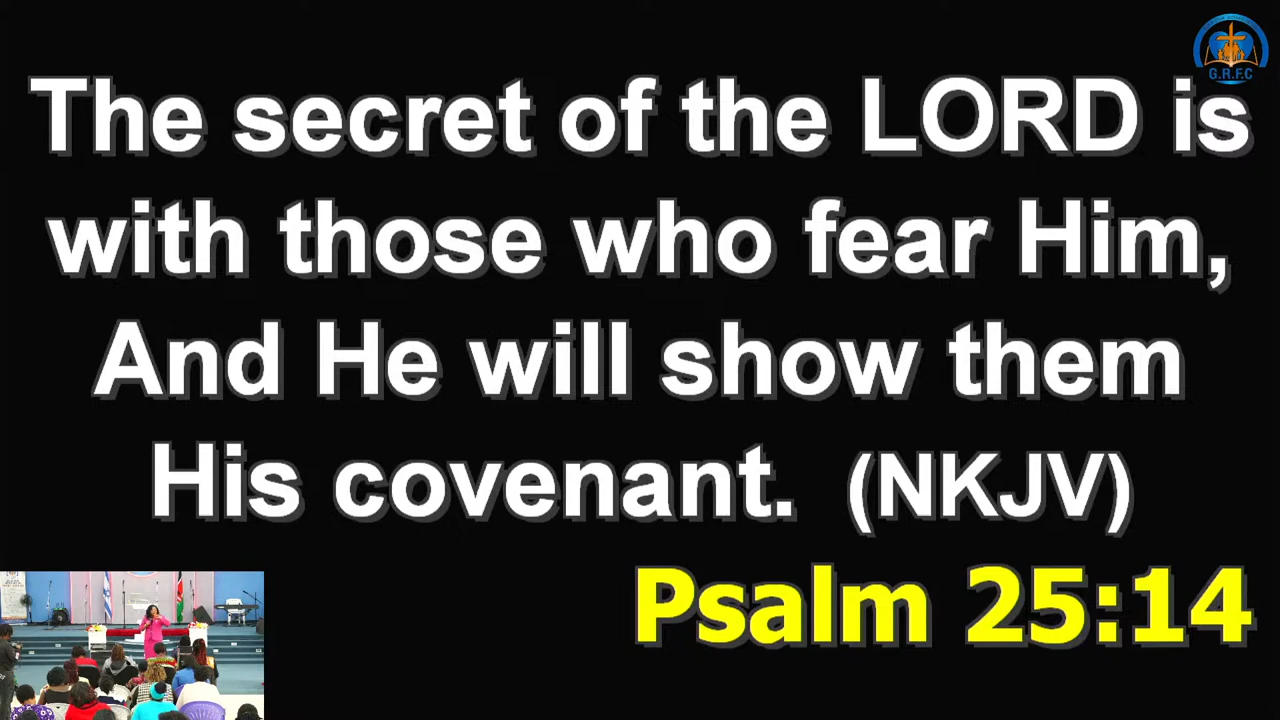 G.R.F.C
The secret of the LORD is
with those who fear Him,
And He will show them
His covenant. (NKJV)
Psalm 25:14